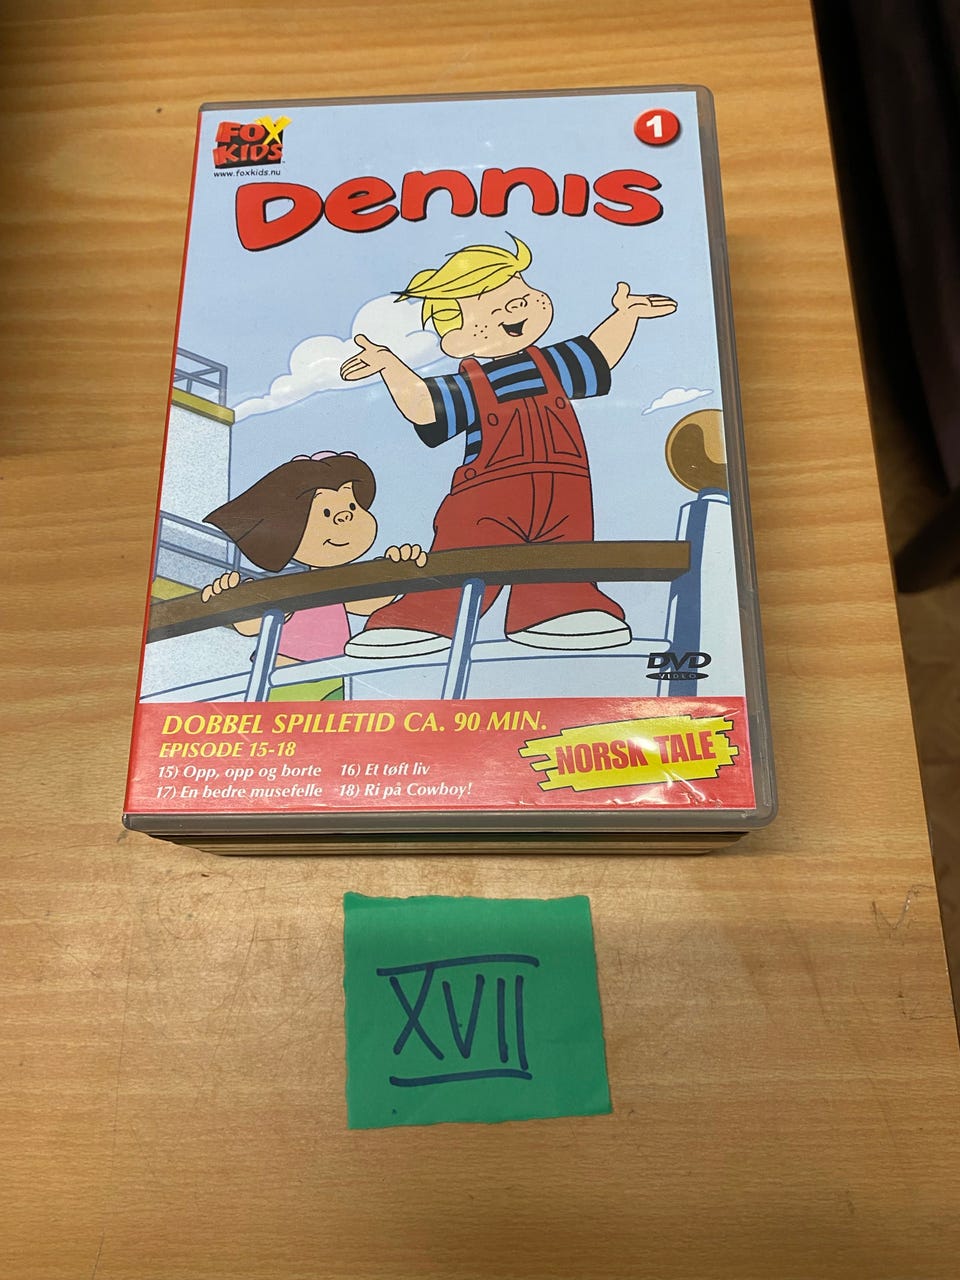 FOX KIDS
www.foxkids.nu
1
Dennis
DVD
VIDEO
DOBBEL SPILLETID CA. 90 MIN.
EPISODE 15-18
15) Opp, opp og borte 16) Et tøft liv
17) En bedre musefelle 18) Ri på Cowboy!
NORSK TALE
XVII